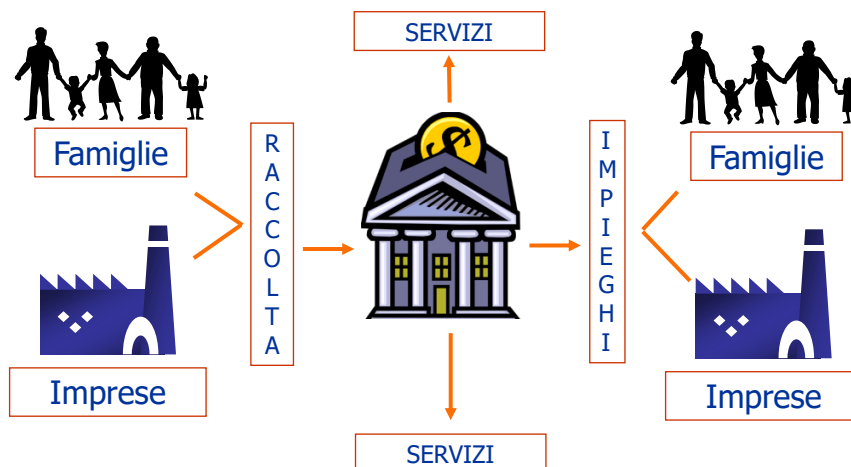 SERVIZI
Famiglie
RACCOLTA
IMPIEGHI
Famiglie
$
Imprese
Imprese
SERVIZI